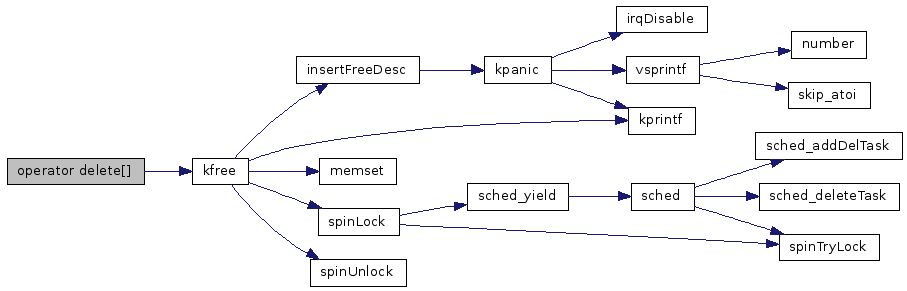 irqDisable
number
insertFreeDesc
kpanic
vsprintf
skip_atoi
kprintf
sched_addDelTask
operator delete[]
kfree
memset
sched_yield
sched
sched_deleteTask
spinLock
spinTryLock
spinUnlock